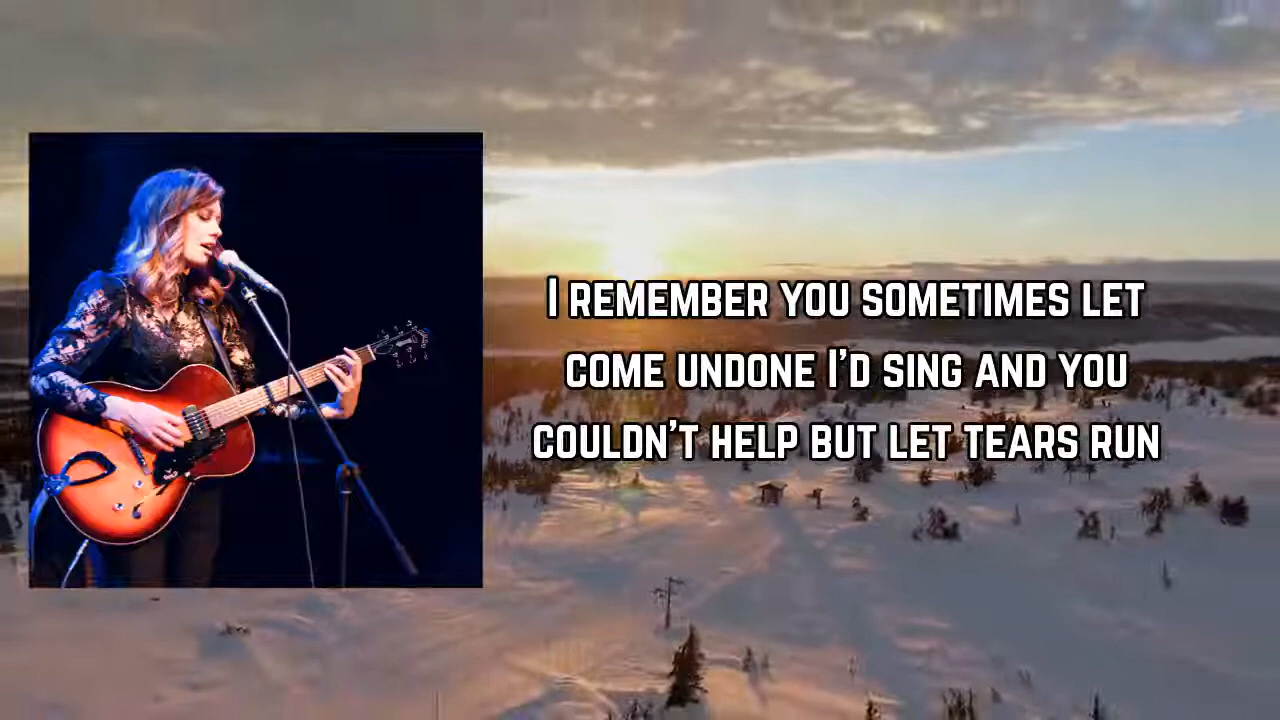 I REMEMBER YOU SOMETIMES LET
COME UNDONE I'D SING AND YOU
COULDN'T HELP BUT LET TEARS RUN